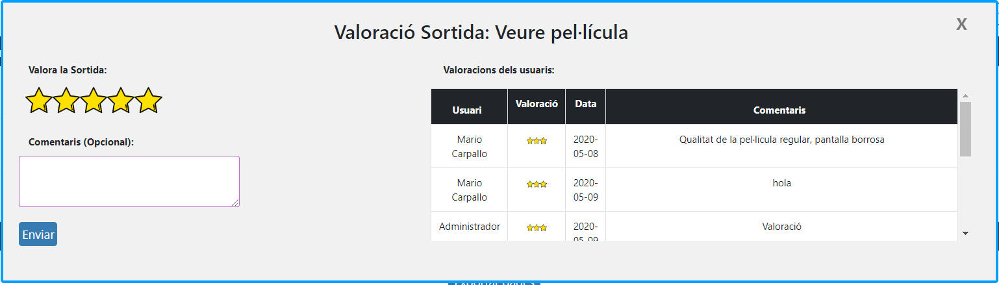 Valoració Sortida: Veure pel·lícula
X
Valora la Sortida:
Comentaris (Opcional):
Enviar
Valoracions dels usuaris:
Usuari Valoració Data Comentaris
Mario Carpallo 2020-05-08 Qualitat de la pel·licula regular, pantalla borrosa
Mario Carpallo 2020-05-09 hola
Administrador 2020-05-09 Valoració